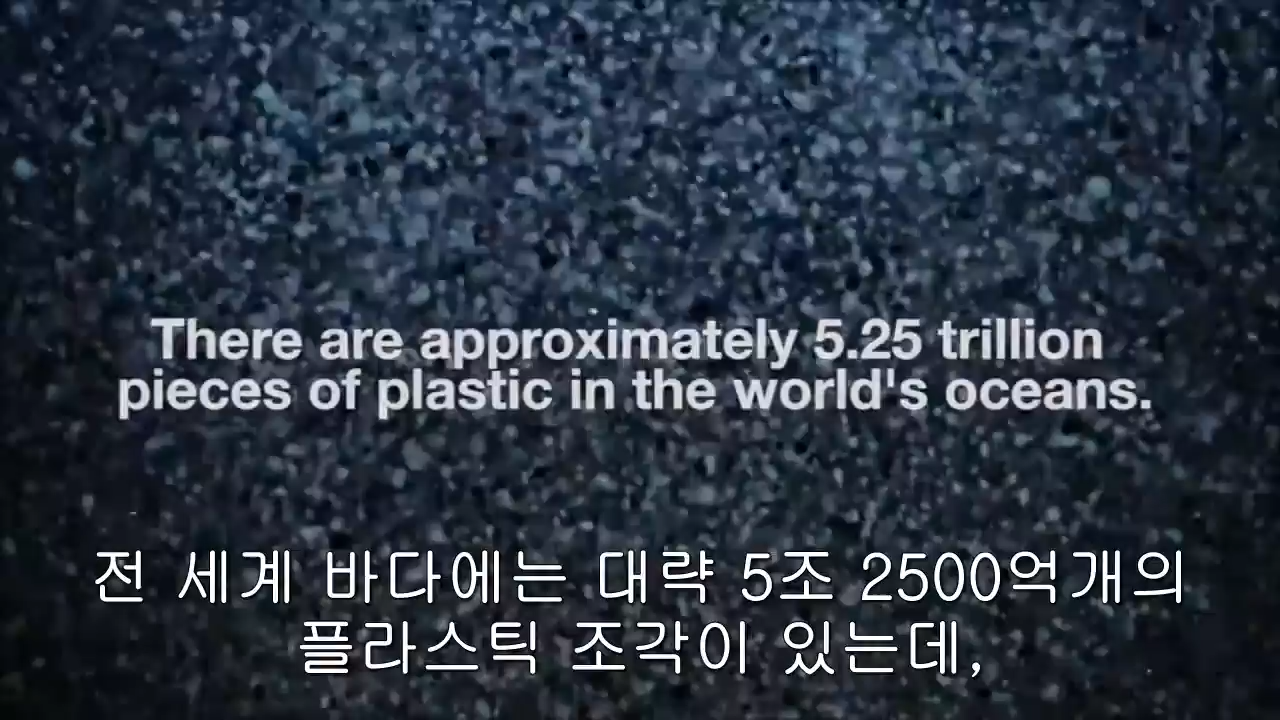 There are approximately 5.25 trillion
pieces of plastic in the world's oceans.
전 세계 바다에는 대략 5조 2500억개의
플라스틱 조각이 있는데,